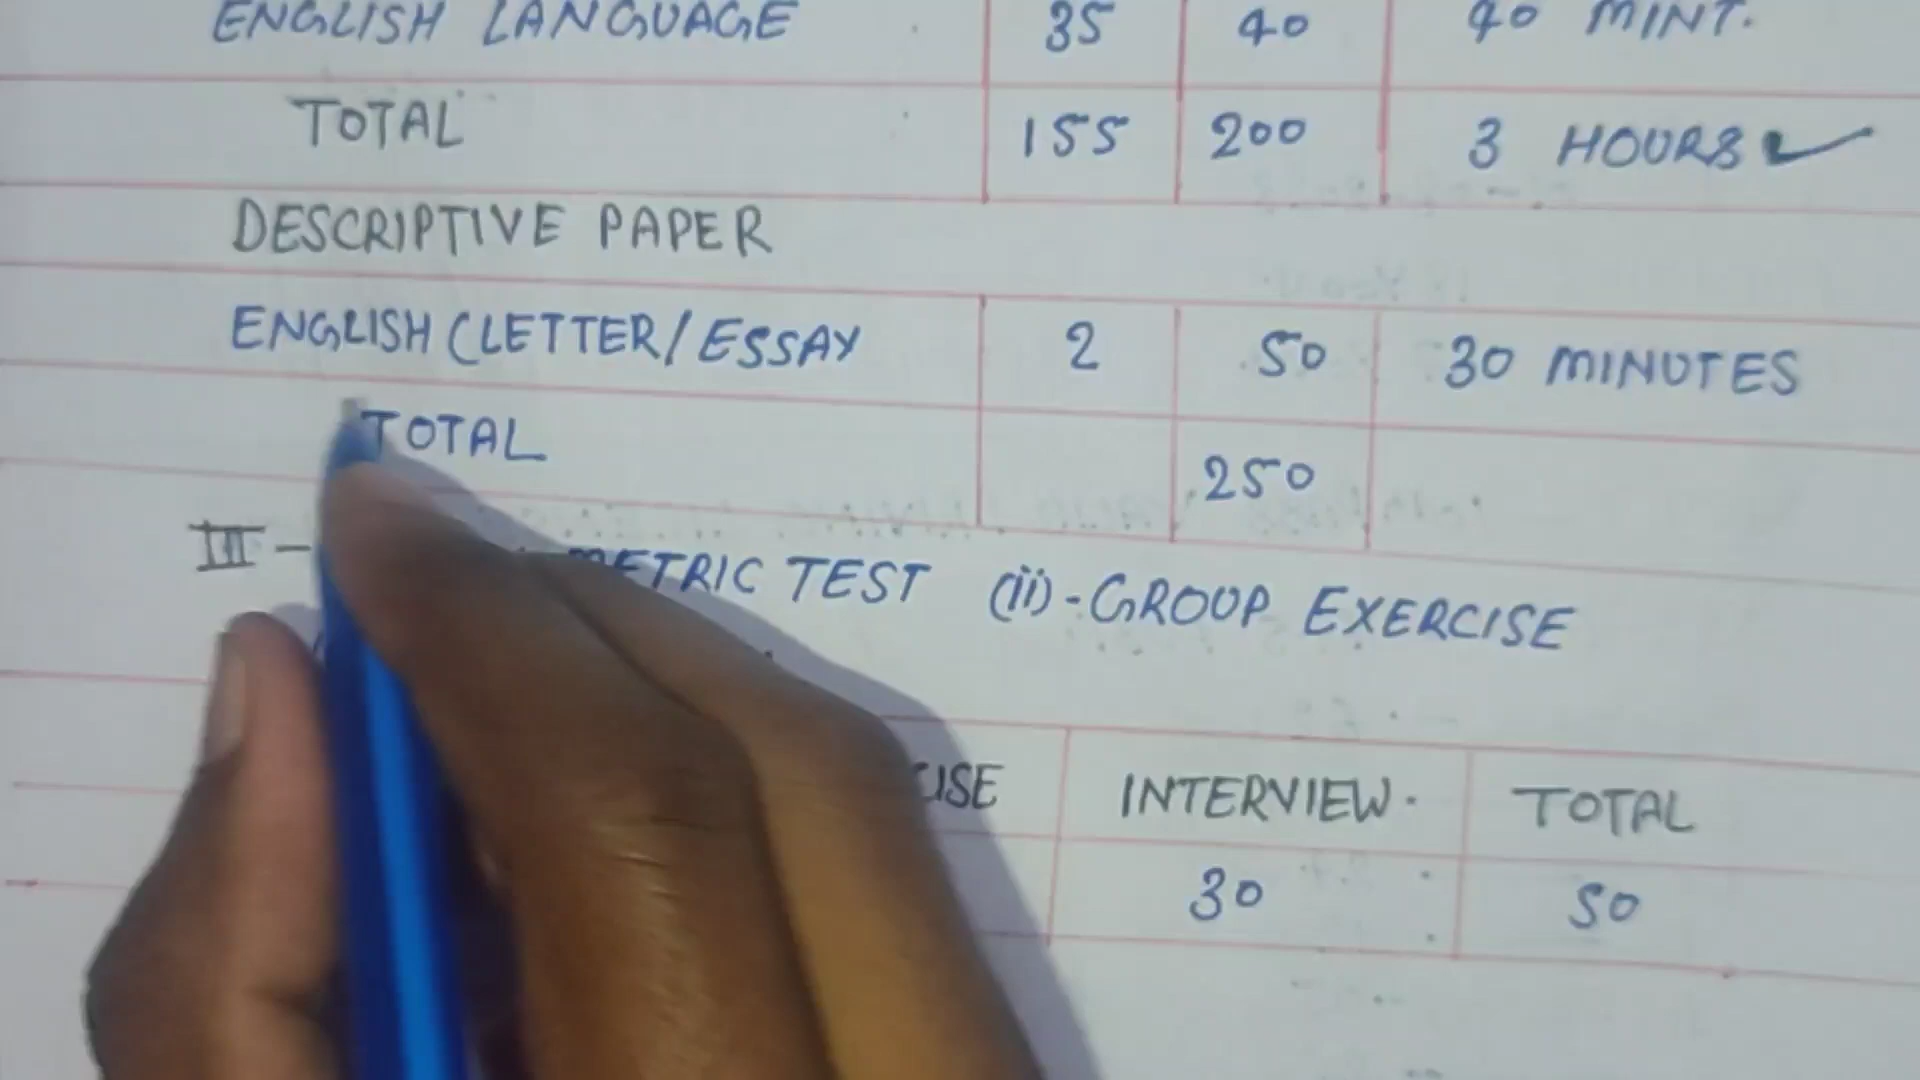 ENGLISH LANGUAGE 35 40 40 MINT.
TOTAL 155 200 3 HOURS
DESCRIPTIVE PAPER
ENGLISH (LETTER/ESSAY 2 50 30 MINUTES
TOTAL 250
III - METRIC TEST (ii)-GROUP EXERCISE
INTERVIEW. TOTAL
30 50